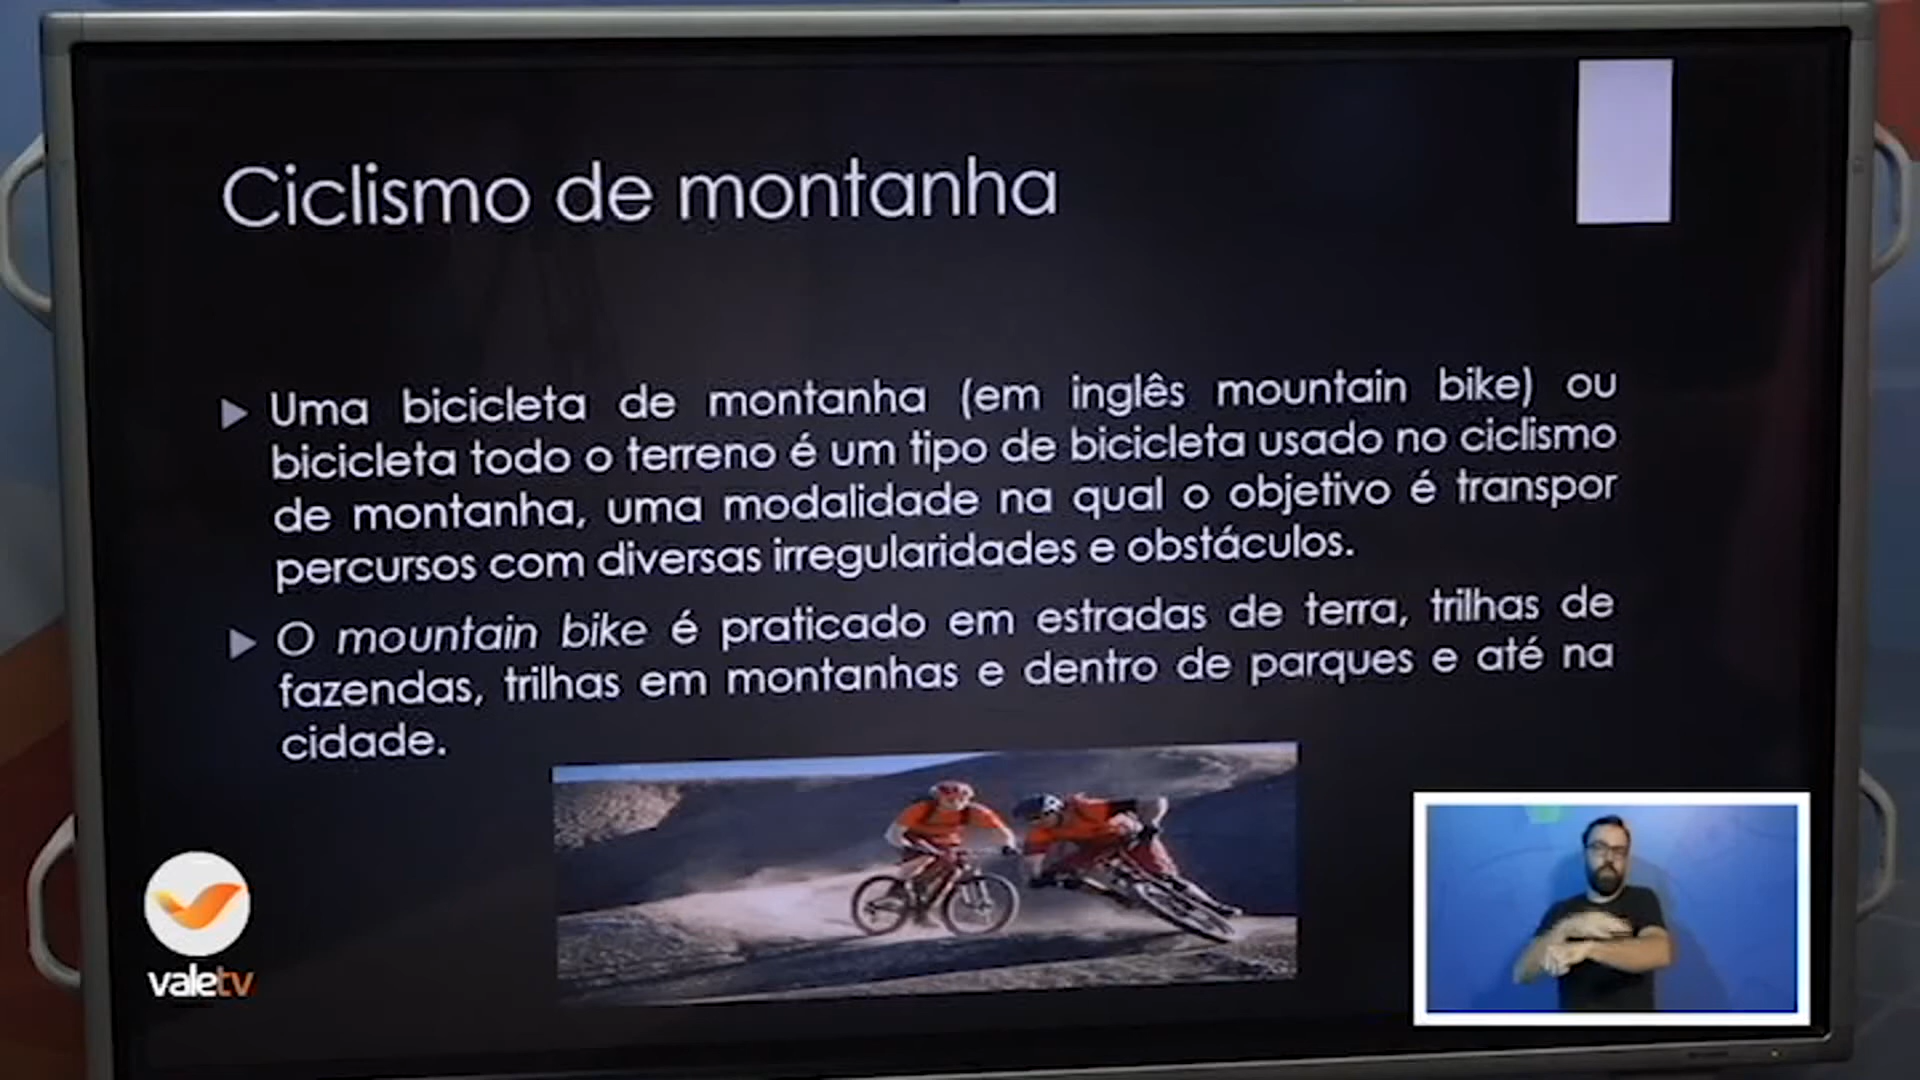 Ciclismo de montanha
Uma bicicleta de montanha (em inglês mountain bike) ou
bicicleta todo o terreno é um tipo de bicicleta usado no ciclismo
de montanha, uma modalidade na qual o objetivo é transpor
percursos com diversas irregularidades e obstáculos.
O mountain bike é praticado em estradas de terra, trilhas de
fazendas, trilhas em montanhas e dentro de parques e até na
cidade.
valetv